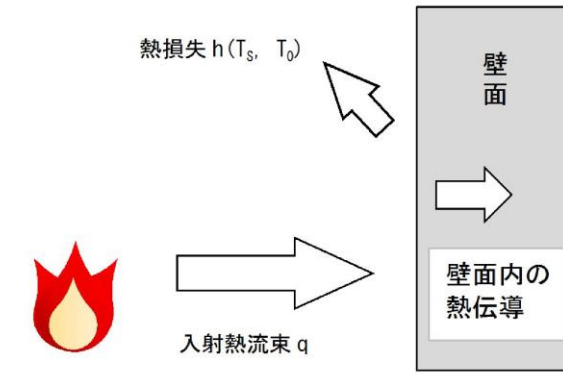 熱損失 h(TS, T0)
壁
面
壁面内の
熱伝導
入射熱流束 q